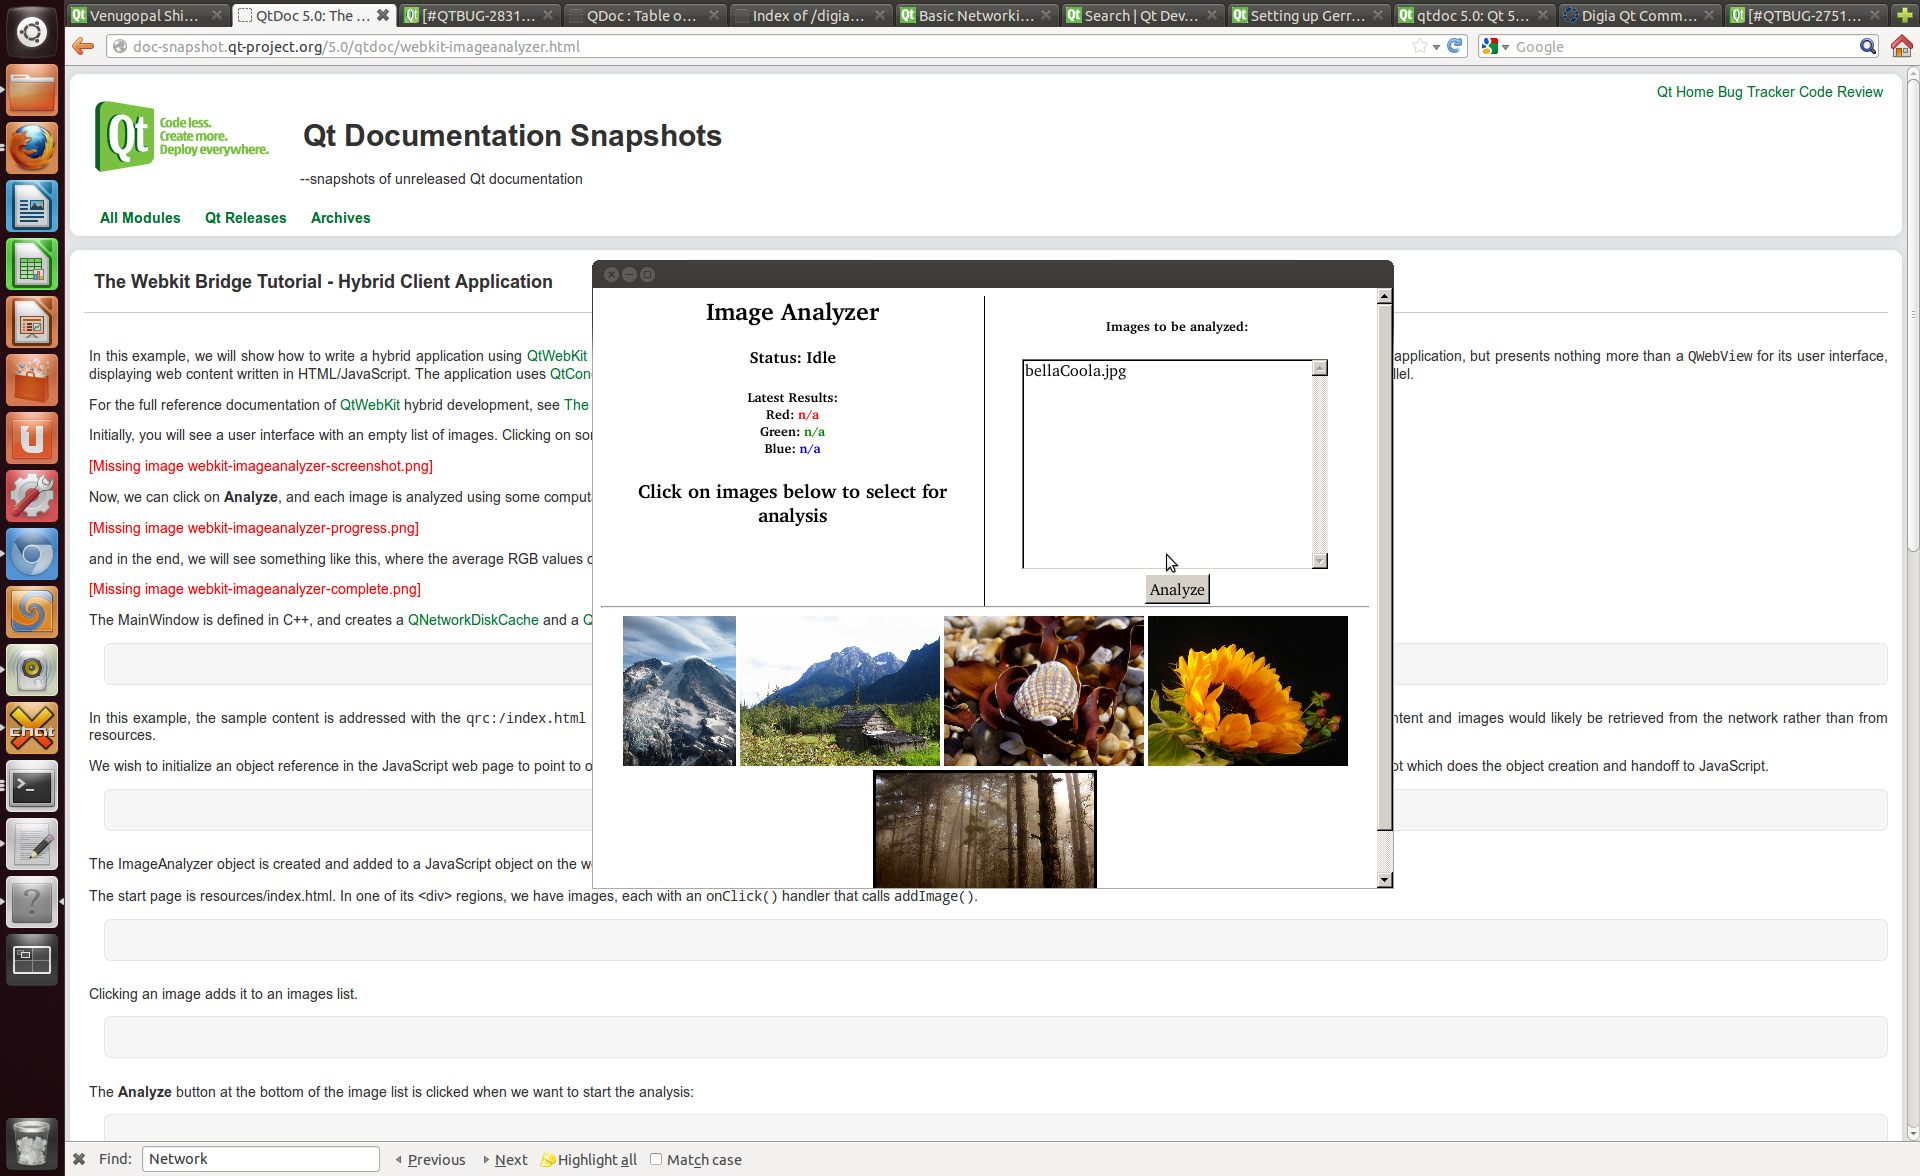 Venugopal Shi...
QtDoc 5.0: The ...
[#QTBUG-2831...
QDoc : Table o...
Index of /digia...
Basic Networki...
Search | Qt Dev...
Setting up Gerr...
qtdoc 5.0: Qt 5...
Digia Qt Comm...
[#QTBUG-2751...
doc-snapshot.qt-project.org/5.0/qtdoc/webkit-imageanalyzer.html
Google
Qt Home Bug Tracker Code Review
Qt
Code less.
Create more.
Deploy everywhere.
Qt Documentation Snapshots
--snapshots of unreleased Qt documentation
All Modules Qt Releases Archives
The Webkit Bridge Tutorial - Hybrid Client Application
In this example, we will show how to write a hybrid application using QtWebKit
application, but presents nothing more than a QWebView for its user interface,
displaying web content written in HTML/JavaScript. The application uses QtCon
llel.
For the full reference documentation of QtWebKit hybrid development, see The
Initially, you will see a user interface with an empty list of images. Clicking on so
[Missing image webkit-imageanalyzer-screenshot.png]
Now, we can click on Analyze, and each image is analyzed using some comput
[Missing image webkit-imageanalyzer-progress.png]
and in the end, we will see something like this, where the average RGB values
[Missing image webkit-imageanalyzer-complete.png]
The MainWindow is defined in C++, and creates a QNetworkDiskCache and a Q
In this example, the sample content is addressed with the qrc:/index.html
ntent and images would likely be retrieved from the network rather than from
resources.
We wish to initialize an object reference in the JavaScript web page to point to o
ot which does the object creation and handoff to JavaScript.
The ImageAnalyzer object is created and added to a JavaScript object on the w
The start page is resources/index.html. In one of its <div> regions, we have images, each with an onClick() handler that calls addImage().
Clicking an image adds it to an images list.
The Analyze button at the bottom of the image list is clicked when we want to start the analysis:
Image Analyzer
Status: Idle
Latest Results:
Red: n/a
Green: n/a
Blue: n/a
Click on images below to select for
analysis
Images to be analyzed:
bellaCoola.jpg
Analyze
Find: Network Previous Next Highlight all Match case
U
chat
>_
?